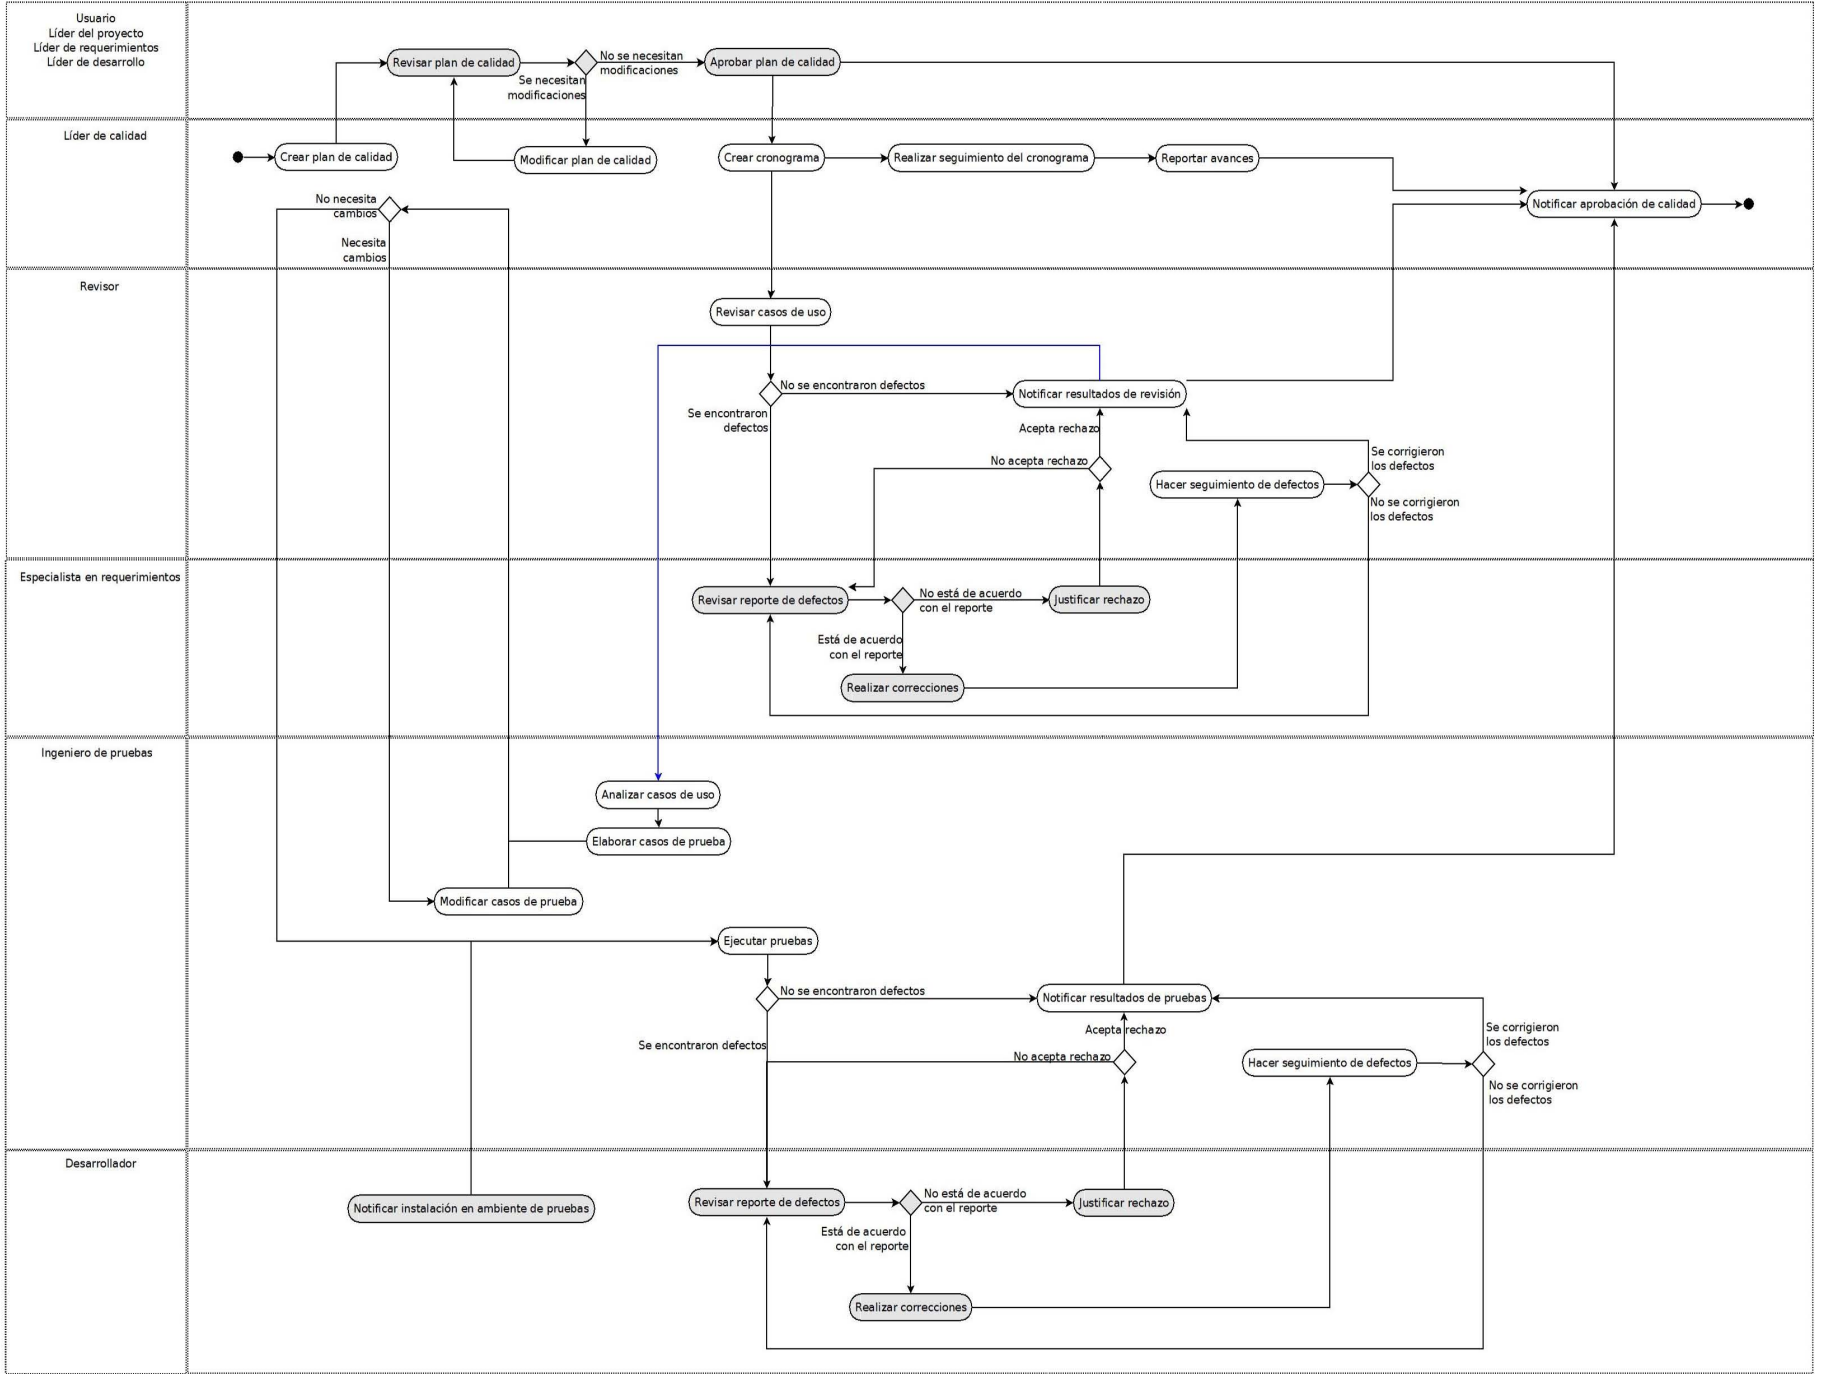 Usuario
Líder del proyecto
Líder de requerimientos
Líder de desarrollo
Revisar plan de calidad
No se necesitan
modificaciones
Se necesitan
modificaciones
Aprobar plan de calidad
Líder de calidad
Crear plan de calidad
Modificar plan de calidad
Crear cronograma
Realizar seguimiento del cronograma
Reportar avances
Notificar aprobación de calidad
No necesita
cambios
Necesita
cambios
Revisor
Revisar casos de uso
No se encontraron defectos
Notificar resultados de revisión
Se encontraron
defectos
Acepta rechazo
No acepta rechazo
Hacer seguimiento de defectos
Se corrigieron
los defectos
No se corrigieron
los defectos
Especialista en requerimientos
Revisar reporte de defectos
No está de acuerdo
con el reporte
Justificar rechazo
Está de acuerdo
con el reporte
Realizar correcciones
Ingeniero de pruebas
Analizar casos de uso
Elaborar casos de prueba
Modificar casos de prueba
Ejecutar pruebas
No se encontraron defectos
Notificar resultados de pruebas
Se encontraron defectos
Acepta rechazo
No acepta rechazo
Hacer seguimiento de defectos
Se corrigieron
los defectos
No se corrigieron
los defectos
Desarrollador
Notificar instalación en ambiente de pruebas
Revisar reporte de defectos
No está de acuerdo
con el reporte
Justificar rechazo
Está de acuerdo
con el reporte
Realizar correcciones